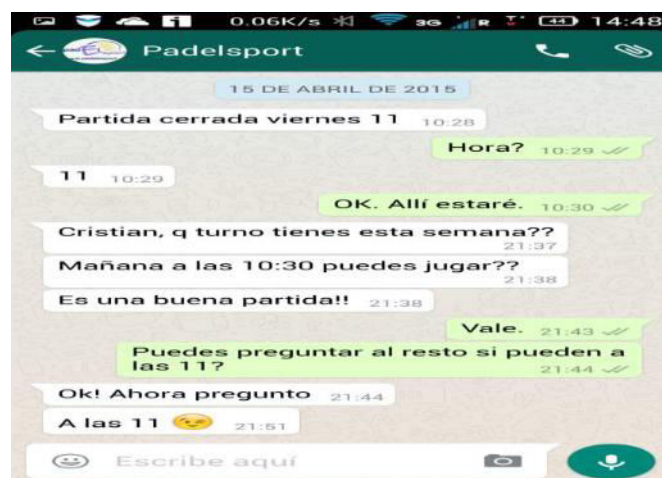 0.06K/s 3G R 44 14:48
Padelsport
15 DE ABRIL DE 2015
Partida cerrada viernes 11 10:28
Hora? 10:29
11 10:29
OK. Allí estaré. 10:30
Cristian, q turno tienes esta semana??
21:37
Mañana a las 10:30 puedes jugar??
21:38
Es una buena partida!! 21:38
Vale. 21:43
Puedes preguntar al resto si pueden a
las 11?
21:44
Ok! Ahora pregunto 21:44
A las 11 😉 21:51
Escribe aquí